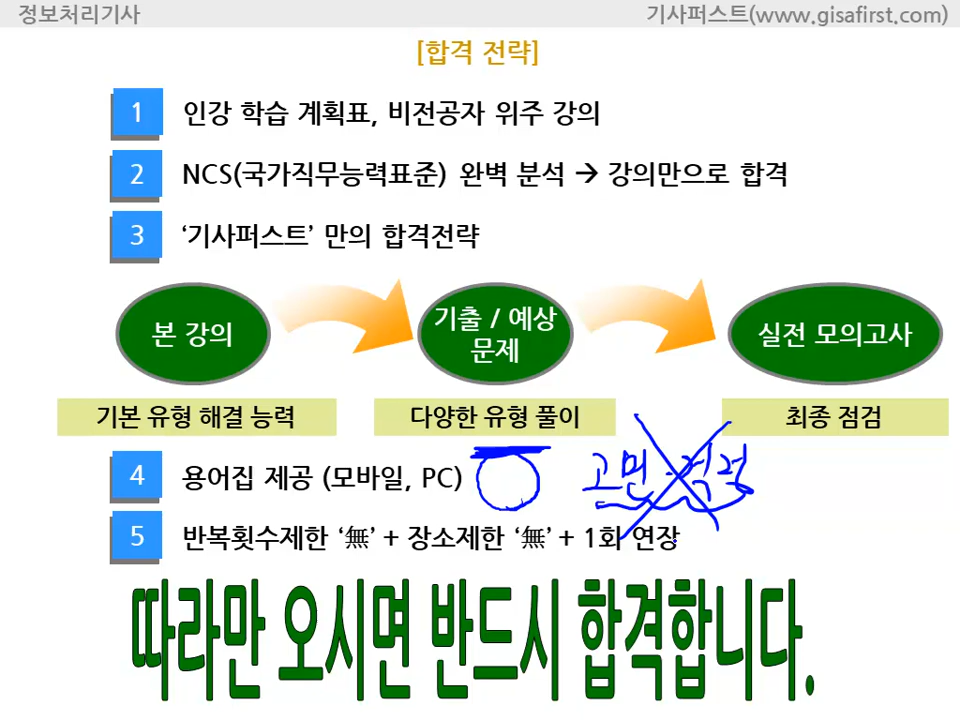 정보처리기사
기사퍼스트(www.gisafirst.com)
[합격 전략]
1 인강 학습 계획표, 비전공자 위주 강의
2 NCS(국가직무능력표준) 완벽 분석 → 강의만으로 합격
3 ‘기사퍼스트’ 만의 합격전략
본 강의
기출 / 예상
문제
실전 모의고사
기본 유형 해결 능력
다양한 유형 풀이
최종 점검
4 용어집 제공 (모바일, PC)
고민 걱정
5 반복횟수제한 ‘無’ + 장소제한 ‘無’ + 1회 연장
따라만 오시면 반드시 합격합니다.